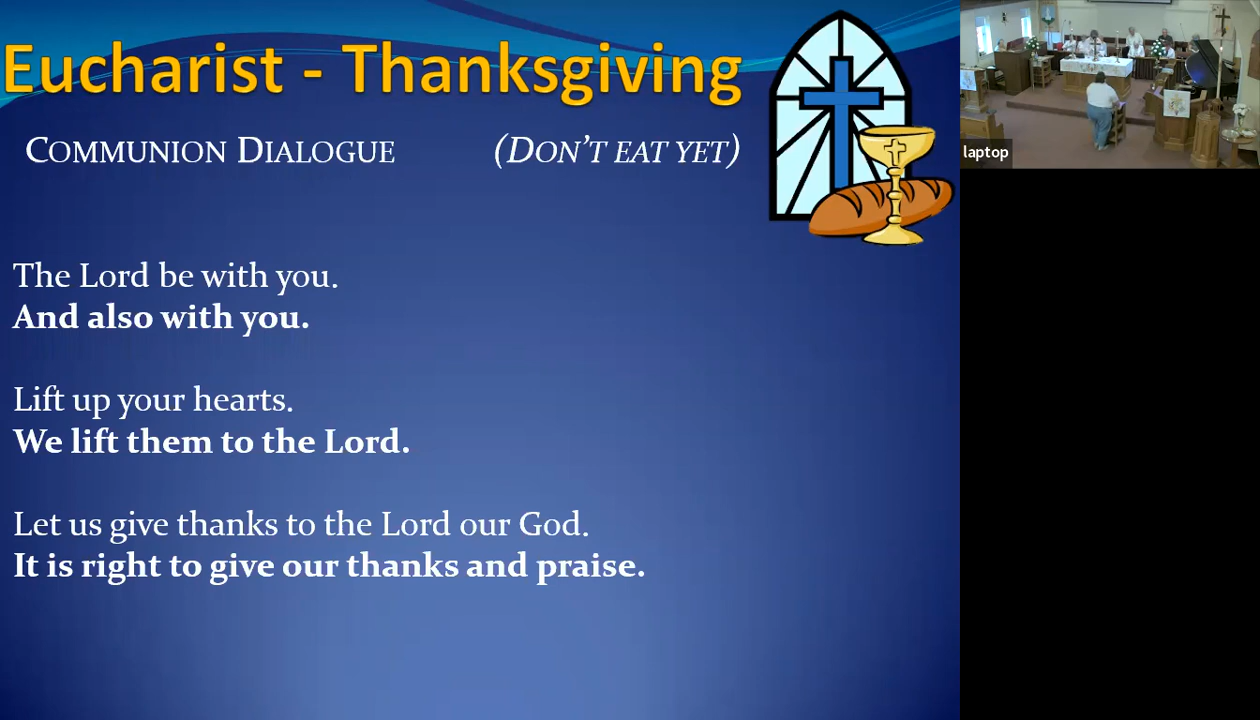 Eucharist - Thanksgiving
COMMUNION DIALOGUE (DON'T EAT YET)
The Lord be with you.
And also with you.
Lift up your hearts.
We lift them to the Lord.
Let us give thanks to the Lord our God.
It is right to give our thanks and praise.
laptop